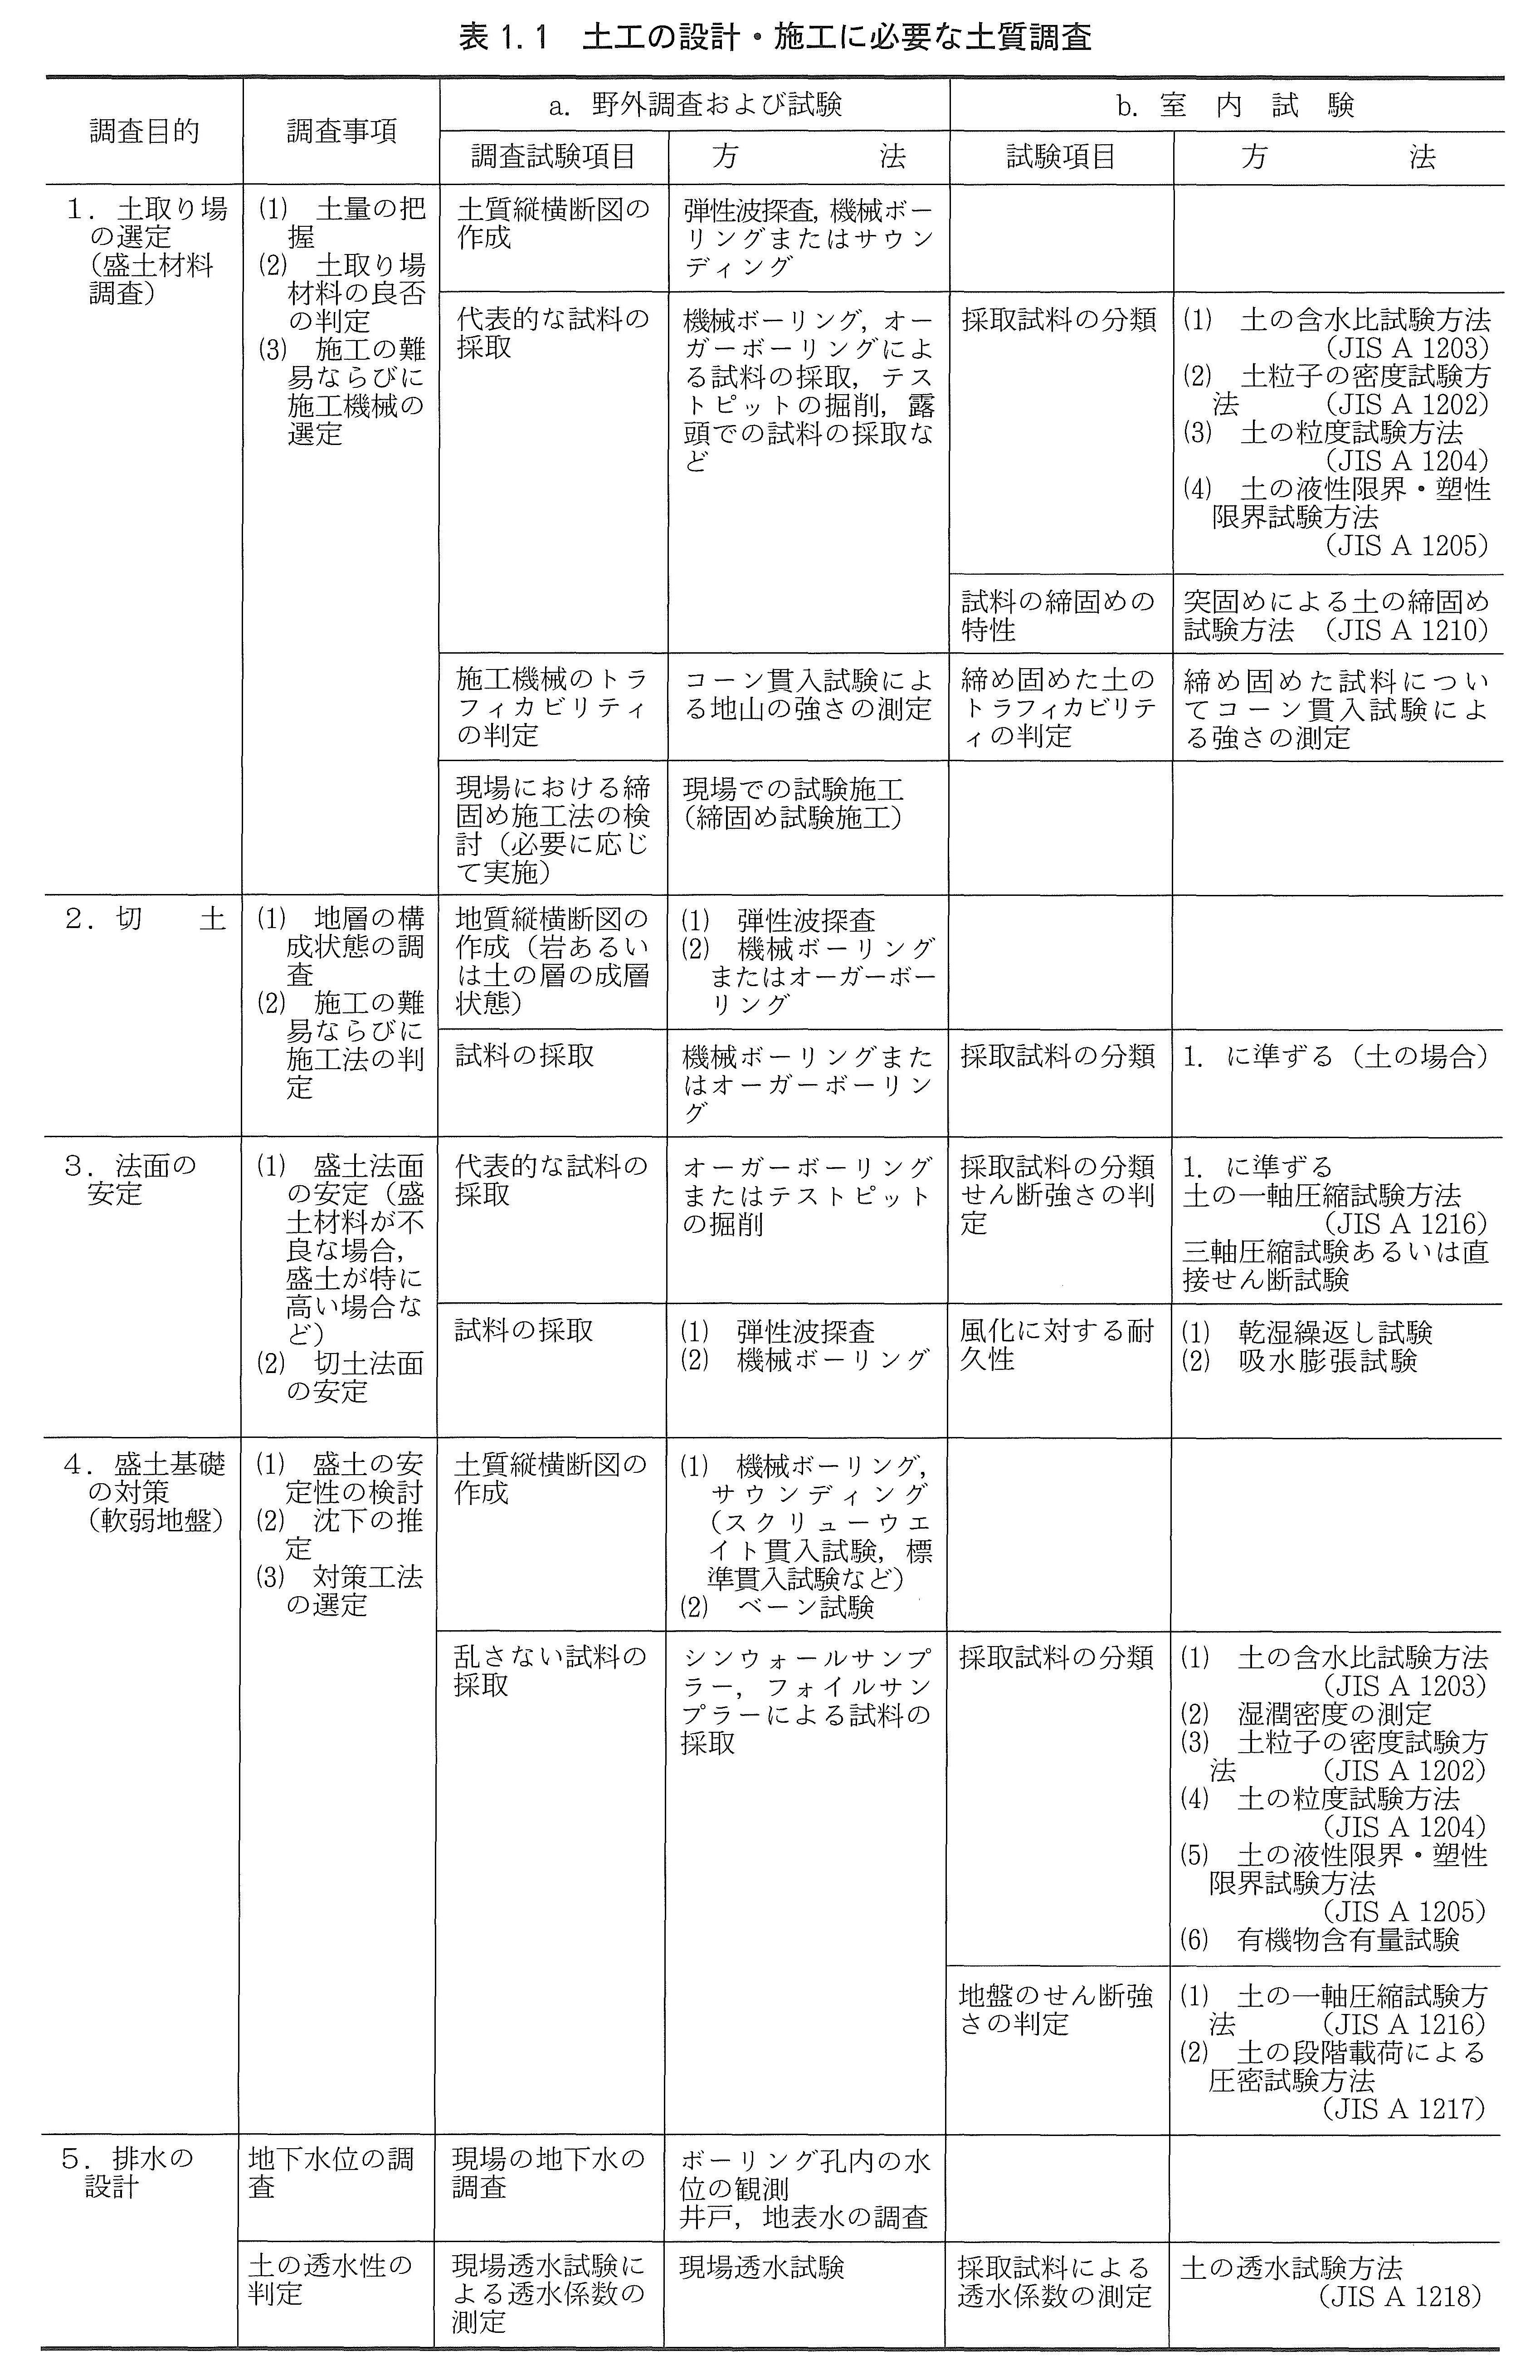 表1.1 土工の設計・施工に必要な土質調査
調査目的
調査事項
a. 野外調査および試験
b. 室内試験
調査試験項目
方法
試験項目
方法
1. 土取り場
の選定
(盛土材料
調査)
(1) 土量の把
握
(2) 土取り場
材料の良否
の判定
(3) 施工の難
易ならびに
施工機械の
選定
土質縦横断図の
作成
弾性波探査,機械ボー
リングまたはサウン
ディング
代表的な試料の
採取
機械ボーリング,オー
ガーボーリングによ
る試料の採取,テス
トピットの掘削,露
頭での試料の採取な
ど
採取試料の分類
(1) 土の含水比試験方法
(JIS A 1203)
(2) 土粒子の密度試験方
法 (JIS A 1202)
(3) 土の粒度試験方法
(JIS A 1204)
(4) 土の液性限界・塑性
限界試験方法
(JIS A 1205)
試料の締固めの
特性
突固めによる土の締固め
試験方法 (JIS A 1210)
施工機械のトラ
フィカビリティ
の判定
コーン貫入試験によ
る地山の強さの測定
締め固めた土の
トラフィカビリテ
ィの判定
締め固めた試料につい
てコーン貫入試験によ
る強さの測定
現場における締
固め施工法の検
討(必要に応じ
て実施)
現場での試験施工
(締固め試験施工)
2. 切土
(1) 地層の構
成状態の調
査
(2) 施工の難
易ならびに
施工法の判
定
地質縦横断図の
作成(岩あるい
は土の層の成層
状態)
(1) 弾性波探査
(2) 機械ボーリング
またはオーガーボー
リング
試料の採取
機械ボーリングまた
はオーガーボーリン
グ
採取試料の分類
1. に準ずる(土の場合)
3. 法面の
安定
(1) 盛土法面
の安定(盛
土材料が不
良な場合,
盛土が特に
高い場合な
ど)
(2) 切土法面
の安定
代表的な試料の
採取
オーガーボーリング
またはテストピット
の掘削
採取試料の分類
せん断強さの判
定
1. に準ずる
土の一軸圧縮試験方法
(JIS A 1216)
三軸圧縮試験あるいは直
接せん断試験
試料の採取
(1) 弾性波探査
(2) 機械ボーリング
風化に対する耐
久性
(1) 乾湿繰返し試験
(2) 吸水膨張試験
4. 盛土基礎
の対策
(軟弱地盤)
(1) 盛土の安
定性の検討
(2) 沈下の推
定
(3) 対策工法
の選定
土質縦横断図の
作成
(1) 機械ボーリング,
サウンディング
(スクリューウエ
イト貫入試験,標
準貫入試験など)
(2) ベーン試験
乱さない試料の
採取
シンウォールサンプ
ラー,フォイルサン
プラーによる試料の
採取
採取試料の分類
(1) 土の含水比試験方法
(JIS A 1203)
(2) 湿潤密度の測定
(3) 土粒子の密度試験方
法 (JIS A 1202)
(4) 土の粒度試験方法
(JIS A 1204)
(5) 土の液性限界・塑性
限界試験方法
(JIS A 1205)
(6) 有機物含有量試験
地盤のせん断強
さの判定
(1) 土の一軸圧縮試験方
法 (JIS A 1216)
(2) 土の段階載荷による
圧密試験方法
(JIS A 1217)
5. 排水の
設計
地下水位の調
査
現場の地下水の
調査
ボーリング孔内の水
位の観測
井戸,地表水の調査
土の透水性の
判定
現場透水試験に
よる透水係数の
測定
現場透水試験
採取試料による
透水係数の測定
土の透水試験方法
(JIS A 1218)